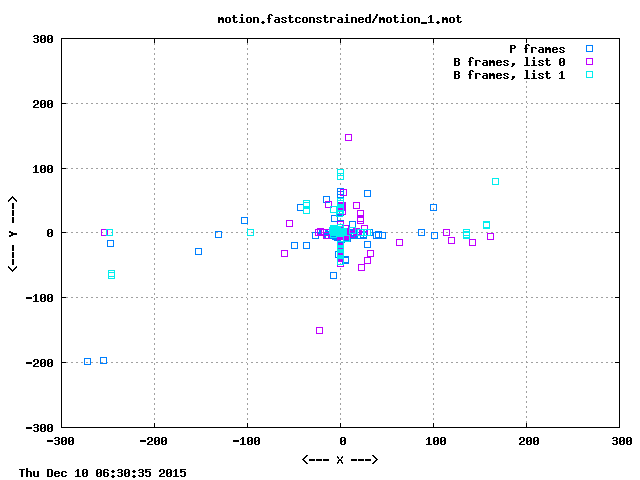 motion.fastconstrained/motion_1.mot
P frames
B frames, list 0
B frames, list 1
300
200
100
0
-100
-200
-300
<--- Y --->
-300 -200 -100 0 100 200 300
<--- X --->
Thu Dec 10 06:30:35 2015